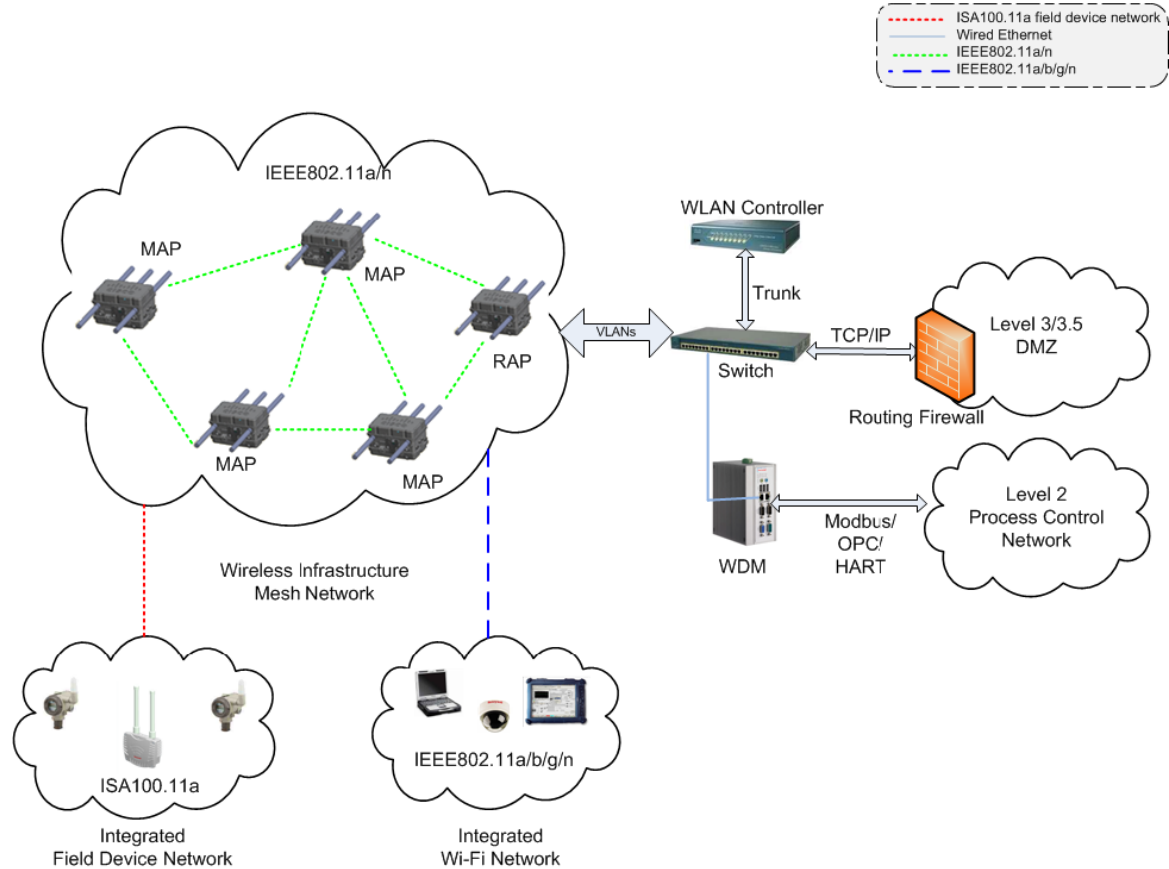 ISA100.11a field device network
Wired Ethernet
IEEE802.11a/n
IEEE802.11a/b/g/n
IEEE802.11a/n
MAP
MAP
RAP
MAP
MAP
Wireless Infrastructure
Mesh Network
VLANs
WLAN Controller
Trunk
Switch
TCP/IP
Routing Firewall
Level 3/3.5
DMZ
WDM
Modbus/
OPC/
HART
Level 2
Process Control
Network
ISA100.11a
Integrated
Field Device Network
IEEE802.11a/b/g/n
Integrated
Wi-Fi Network